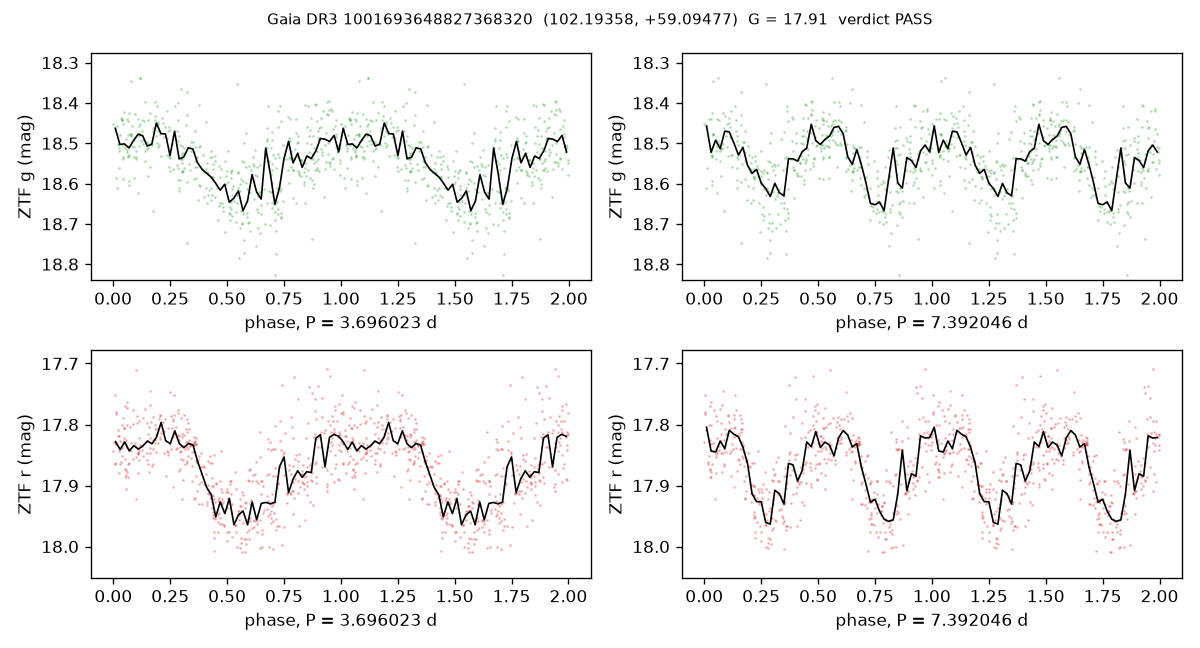 Gaia DR3 1001693648827368320 (102.19358, +59.09477) G = 17.91 verdict PASS
ZTF g (mag)
18.3
18.4
18.5
18.6
18.7
18.8
0.00 0.25 0.50 0.75 1.00 1.25 1.50 1.75 2.00
phase, P = 3.696023 d
ZTF g (mag)
18.3
18.4
18.5
18.6
18.7
18.8
0.00 0.25 0.50 0.75 1.00 1.25 1.50 1.75 2.00
phase, P = 7.392046 d
ZTF r (mag)
17.7
17.8
17.9
18.0
0.00 0.25 0.50 0.75 1.00 1.25 1.50 1.75 2.00
phase, P = 3.696023 d
ZTF r (mag)
17.7
17.8
17.9
18.0
0.00 0.25 0.50 0.75 1.00 1.25 1.50 1.75 2.00
phase, P = 7.392046 d